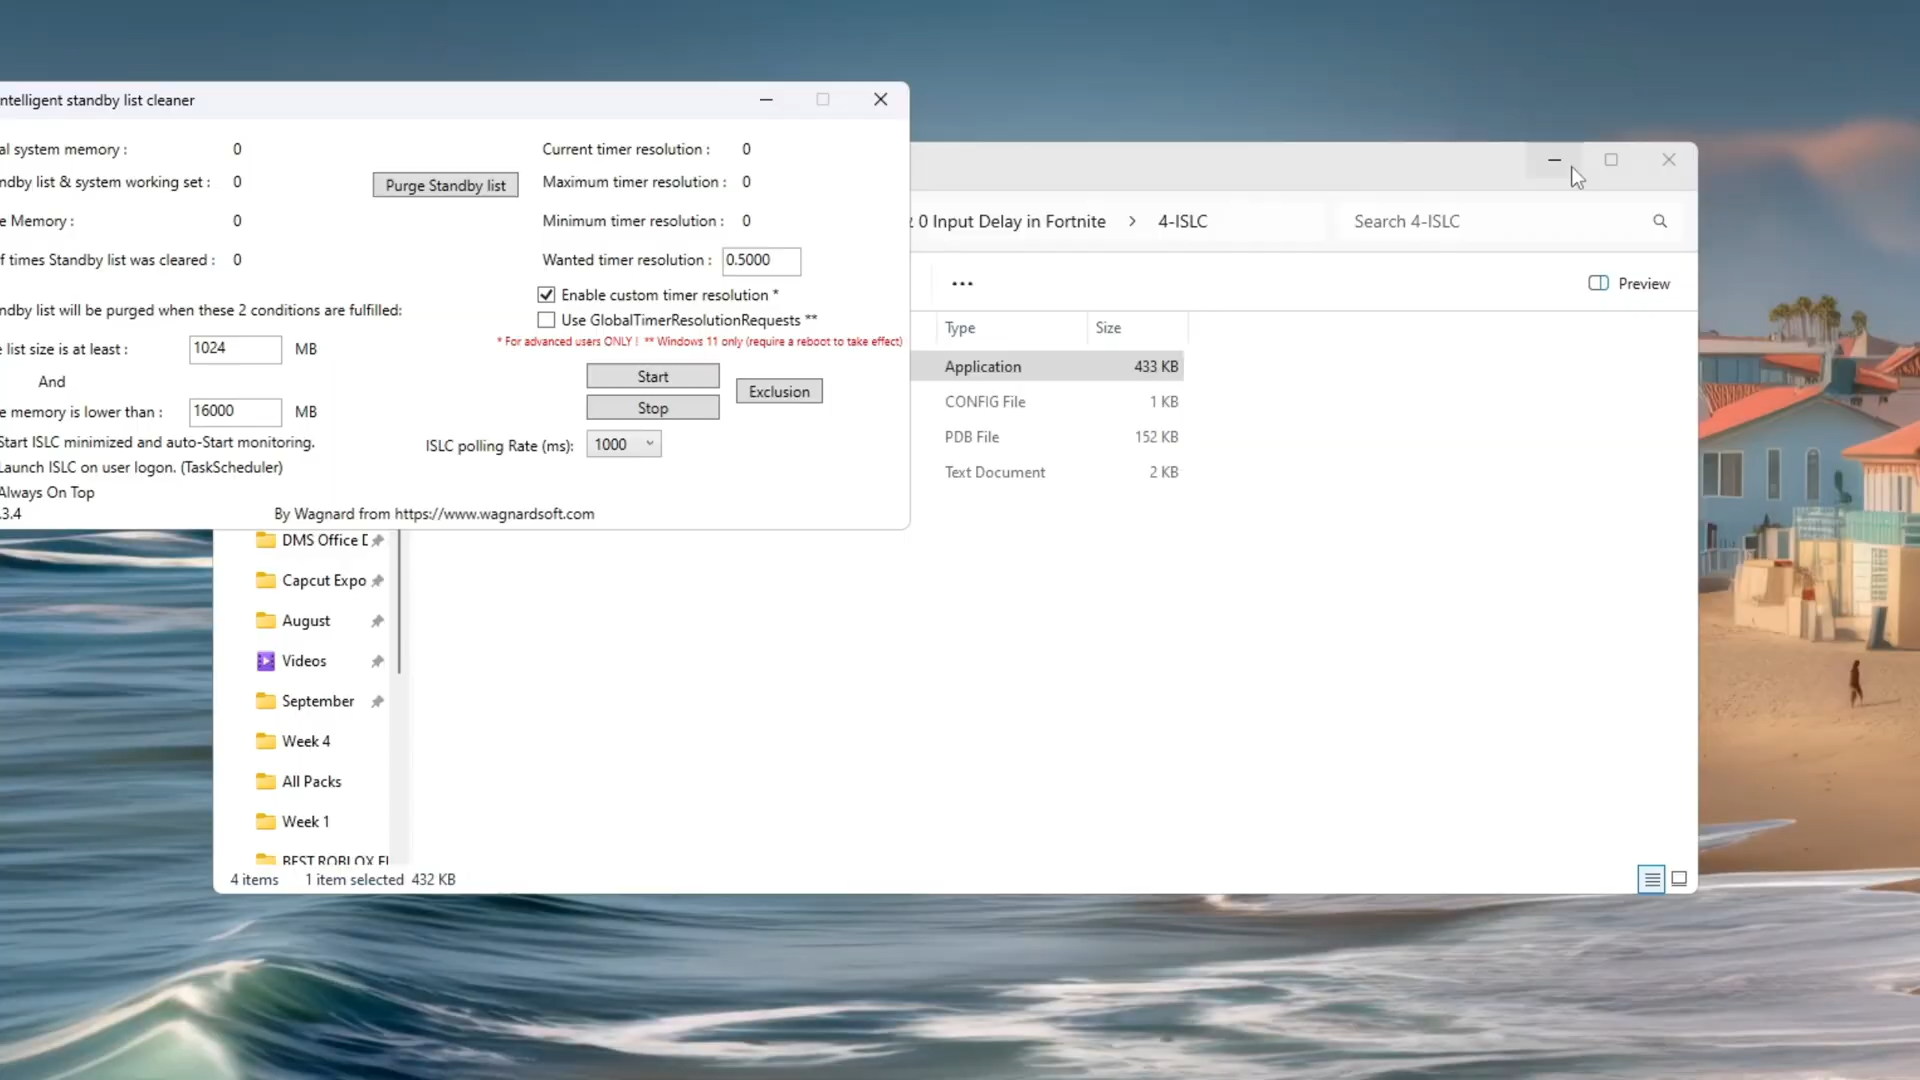 ntelligent standby list cleaner
al system memory : 0
ndby list & system working set : 0
e Memory : 0
f times Standby list was cleared : 0
Purge Standby list
Current timer resolution : 0
Maximum timer resolution : 0
Minimum timer resolution : 0
Wanted timer resolution : 0.5000
Enable custom timer resolution *
Use GlobalTimerResolutionRequests **
* For advanced users ONLY ! ** Windows 11 only (require a reboot to take effect)
ndby list will be purged when these 2 conditions are fulfilled:
e list size is at least : 1024 MB
And
e memory is lower than : 16000 MB
Start ISLC minimized and auto-Start monitoring.
Launch ISLC on user logon. (TaskScheduler)
Always On Top
.3.4
Start
Stop
Exclusion
ISLC polling Rate (ms): 1000
By Wagnard from https://www.wagnardsoft.com
0 Input Delay in Fortnite > 4-ISLC
Search 4-ISLC
... Preview
Type Size
Application 433 KB
CONFIG File 1 KB
PDB File 152 KB
Text Document 2 KB
DMS Office D
Capcut Expo
August
Videos
September
Week 4
All Packs
Week 1
BEST ROBLOX FI
4 items 1 item selected 432 KB